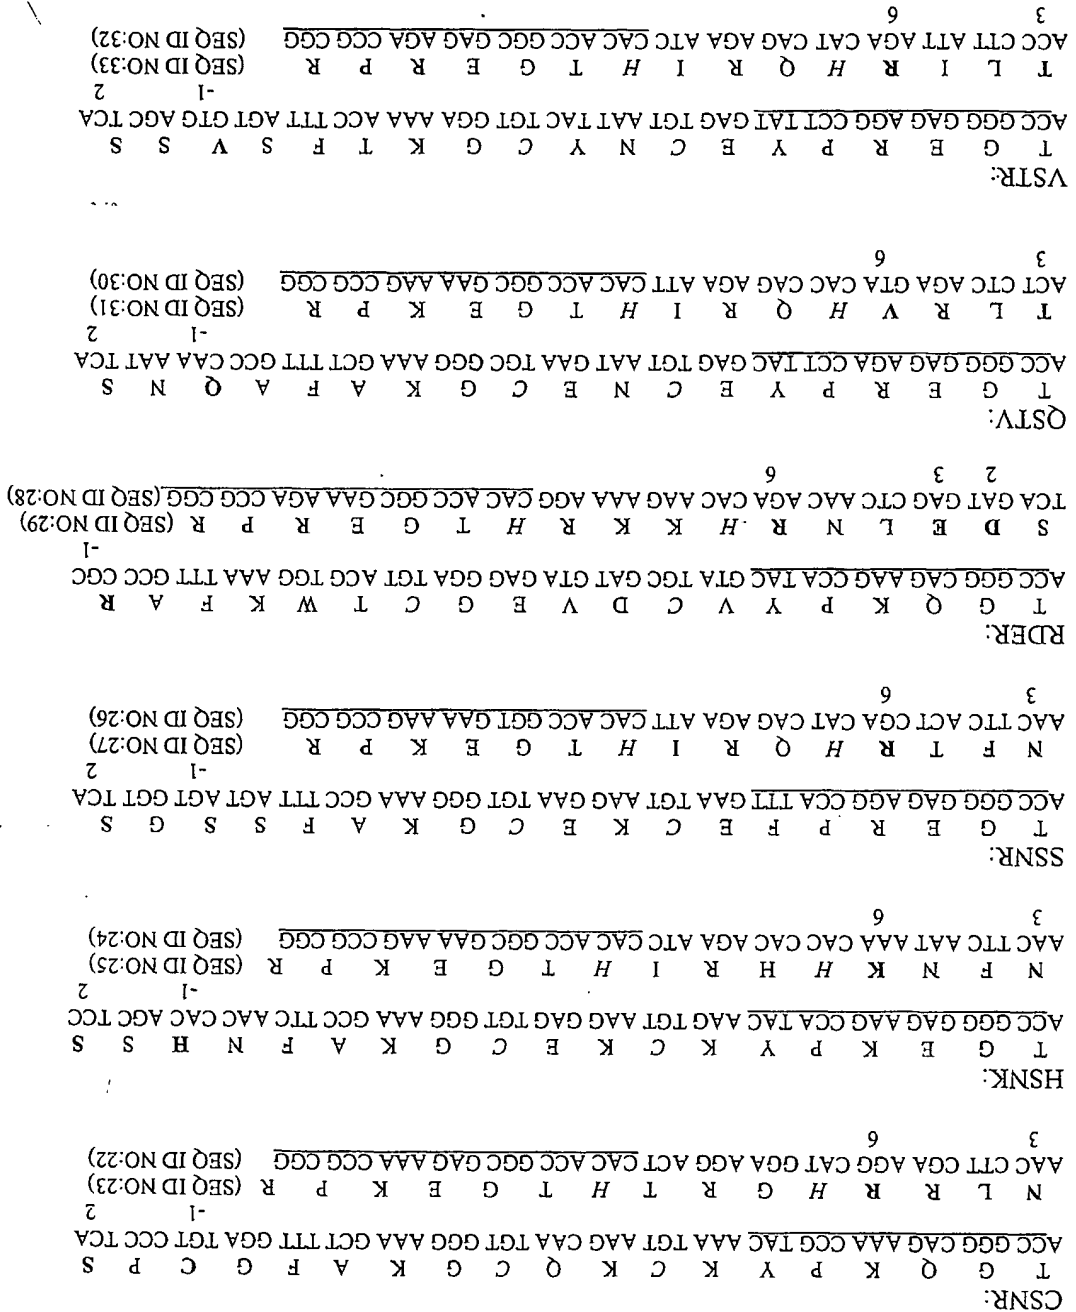 CSNR:
T G Q K P Y K C K Q C G K A F G C P S
ACC GGG CAG AAA CCG TAC AAA TGT AAG CAA TGT GGG AAA GCT TTT GGA TGT CCC TCA
-1 2
N L R R H G R T H T G E K P R (SEQ ID NO:23)
AAC CTT CGA AGG CAT GGA AGG ACT CAC ACC GGC GAG AAA CCG CGG (SEQ ID NO:22)
3 6
HSNK:
T G E K P Y K C K E C G K A F N H S S
ACC GGG GAG AAG CCA TAC AAG TGT AAG GAG TGT GGG AAA GCC TTC AAC CAC AGC TCC
-1 2
N F N K H H R I H T G E K P R (SEQ ID NO:25)
AAC TTC AAT AAA CAC CAC AGA ATC CAC ACC GGC GAA AAG CCG CGG (SEQ ID NO:24)
3 6
SSNR:
T G E R P F E C K E C G K A F S S G S
ACC GGG GAG AGG CCA TTT GAA TGT AAG GAA TGT GGG AAA GCC TTT AGT AGT GGT TCA
-1 2
N F T R H Q R I H T G E K P R (SEQ ID NO:27)
AAC TTC ACT CGA CAT CAG AGA ATT CAC ACC GGT GAA AAG CCG CGG (SEQ ID NO:26)
3 6
RDER:
T G Q K P Y V C D V E G C T W K F A R
ACC GGG CAG AAG CCA TAC GTA TGC GAT GTA GAG GGA TGT ACG TGG AAA TTT GCC CGC
-1
S D E L N R H K K R H T G E R P R (SEQ ID NO:29)
TCA GAT GAG CTC AAC AGA CAC AAG AAA AGG CAC ACC GGC GAA AGA CCG CGG (SEQ ID NO:28)
2 3 6
QSTV:
T G E R P Y E C N E C G K A F A Q N S
ACC GGG GAG AGA CCT TAC GAG TGT AAT GAA TGC GGG AAA GCT TTT GCC CAA AAT TCA
-1 2
T L R V H Q R I H T G E K P R (SEQ ID NO:31)
ACT CTC AGA GTA CAC CAG AGA ATT CAC ACC GGC GAA AAG CCG CGG (SEQ ID NO:30)
3 6
VSTR:
T G E R P Y E C N Y C G K T F S V S S
ACC GGG GAG AGG CCT TAT GAG TGT AAT TAC TGT GGA AAA ACC TTT AGT GTG AGC TCA
-1 2
T L I R H Q R I H T G E R P R (SEQ ID NO:33)
ACC CTT ATT AGA CAT CAG AGA ATC CAC ACC GGC GAG AGA CCG CGG (SEQ ID NO:32)
3 6